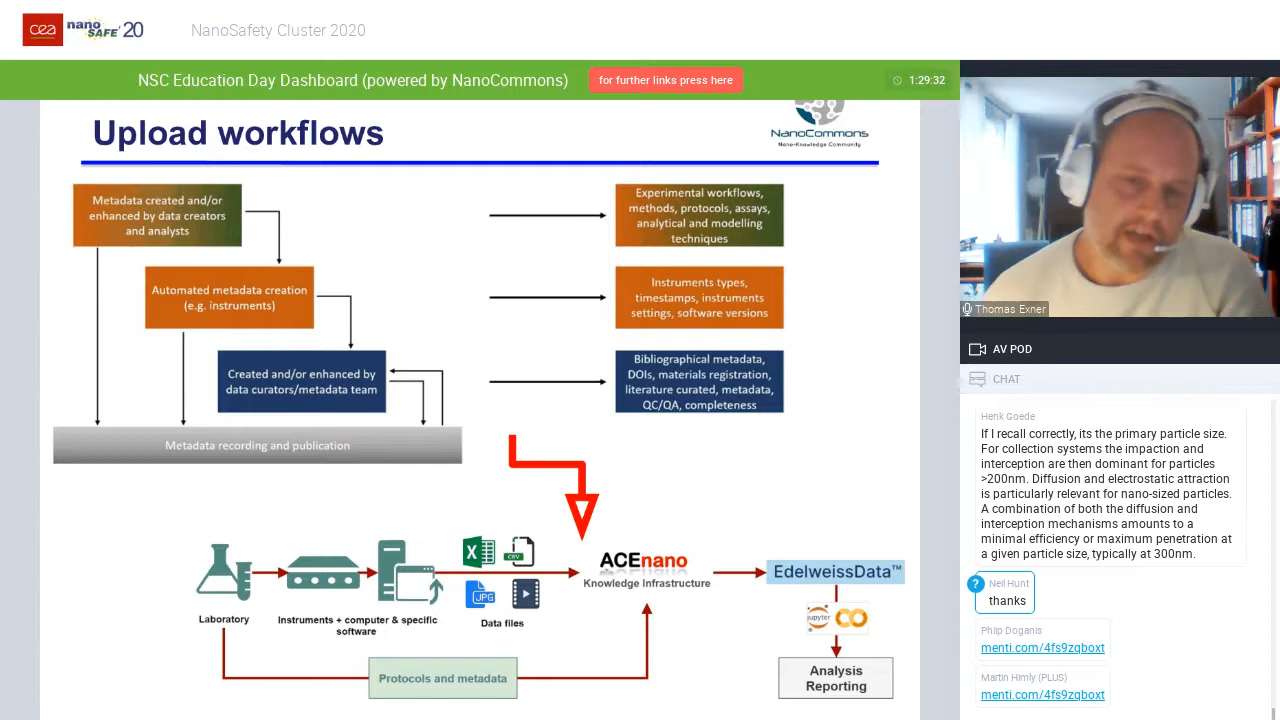 cea
nano
SAFE'20
NanoSafety Cluster 2020
NSC Education Day Dashboard (powered by NanoCommons)
for further links press here
1:29:32
Upload workflows
NanoCommons
Nano-Knowledge Community
Metadata created and/or
enhanced by data creators
and analysts
Experimental workflows,
methods, protocols, assays,
analytical and modelling
techniques
Automated metadata creation
(e.g. instruments)
Instruments types,
timestamps, instruments
settings, software versions
Created and/or enhanced by
data curators/metadata team
Bibliographical metadata,
DOIs, materials registration,
literature curated, metadata,
QC/QA, completeness
Metadata recording and publication
Laboratory
Instruments + computer & specific
software
CSV
JPG
Data files
ACEnano
Knowledge Infrastructure
EdelweissData™
jupyter
Analysis
Reporting
Protocols and metadata
Thomas Exner
AV POD
CHAT
Henk Goede
If I recall correctly, its the primary particle size.
For collection systems the impaction and
interception are then dominant for particles
>200nm. Diffusion and electrostatic attraction
is particularly relevant for nano-sized particles.
A combination of both the diffusion and
interception mechanisms amounts to a
minimal efficiency or maximum penetration at
a given particle size, typically at 300nm.
?
Neil Hunt
thanks
Phlip Doganis
menti.com/4fs9zqboxt
Martin Himly (PLUS)
menti.com/4fs9zqboxt